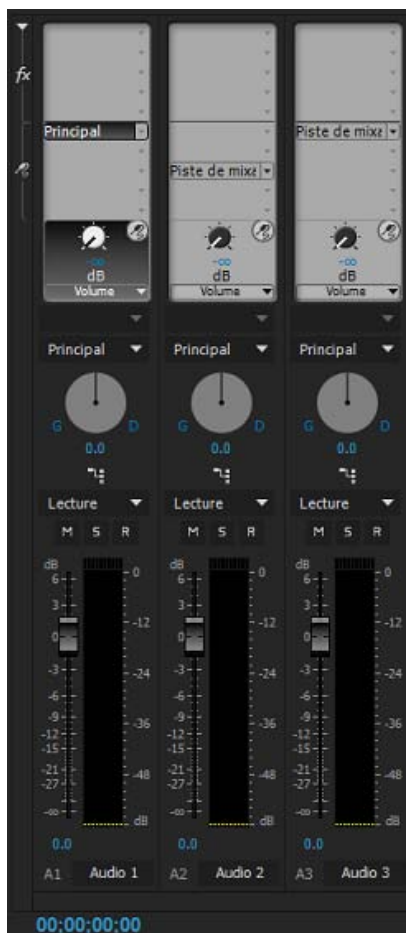 fx
Principal
Piste de mixa
Piste de mixa
-∞ -∞ -∞
dB dB dB
Volume Volume Volume
Principal Principal Principal
G D G D G D
0.0 0.0 0.0
Lecture Lecture Lecture
M S R M S R M S R
dB dB dB
6 0 6 0 6 0
3 3 3
-12 -12 -12
0 0 0
-3 -24 -3 -24 -3 -24
-6 -6 -6
-9 -36 -9 -36 -9 -36
-12 -12 -12
-15 -15 -15
-21 -48 -21 -48 -21 -48
-27 -27 -27
-∞ dB -∞ dB -∞ dB
0.0 0.0 0.0
A1 Audio 1 A2 Audio 2 A3 Audio 3
00:00:00:00